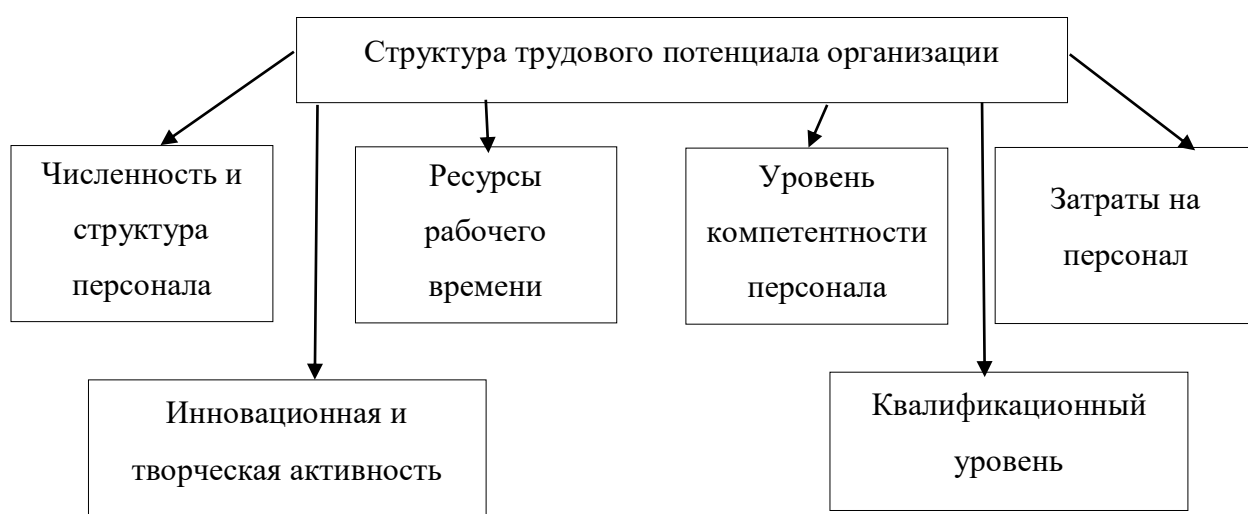 Структура трудового потенциала организации
Численность и
структура
персонала
Ресурсы
рабочего
времени
Уровень
компетентности
персонала
Затраты на
персонал
Инновационная и
творческая активность
Квалификационный
уровень